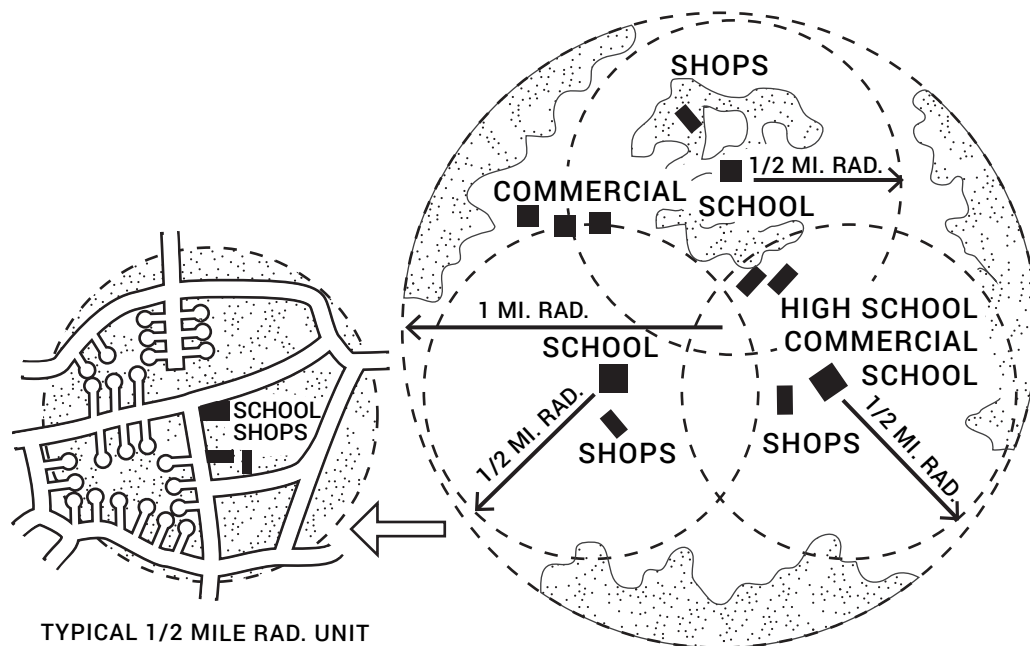 SHOPS
1/2 MI. RAD.
COMMERCIAL
SCHOOL
1 MI. RAD.
HIGH SCHOOL
COMMERCIAL
SCHOOL
SCHOOL
1/2 MI. RAD.
SHOPS
SHOPS
1/2 MI. RAD.
SCHOOL
SHOPS
TYPICAL 1/2 MILE RAD. UNIT